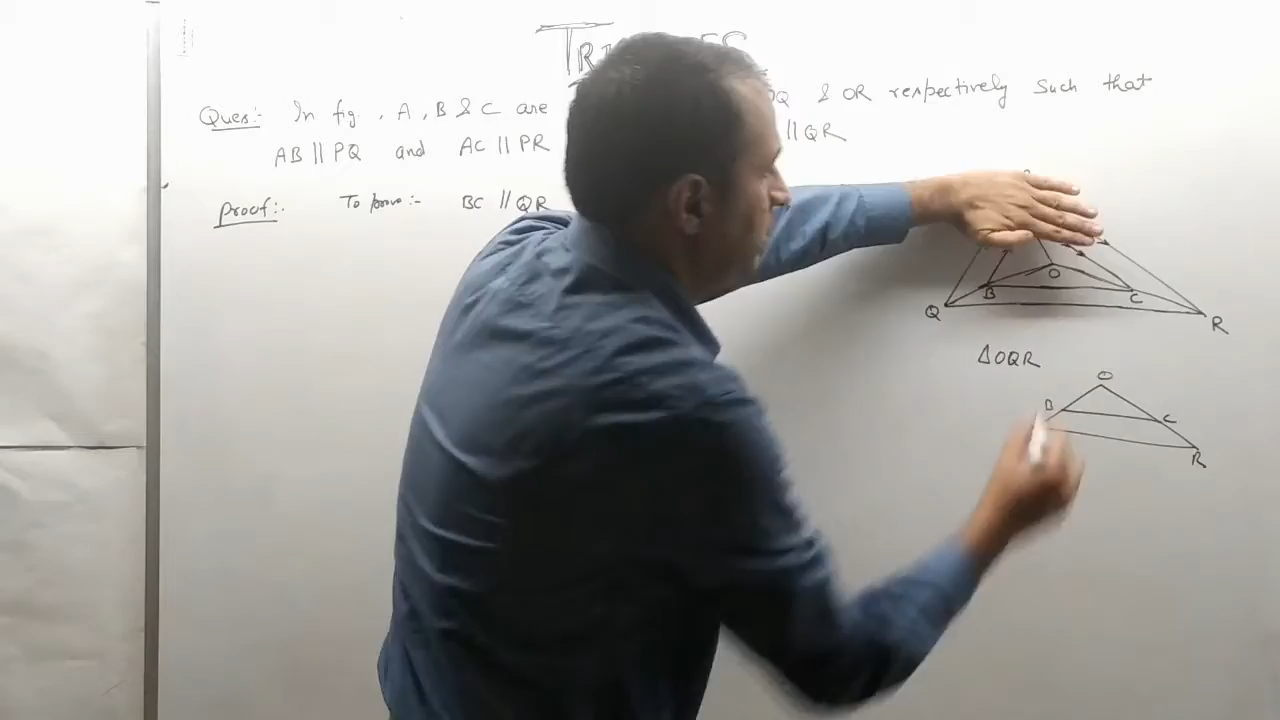 Ques:- In fig , A , B & C are & OR respectively such that
AB || PQ and AC || PR || QR
Proof:- To prove :- BC || QR
O
B
C
Q
R
ΔOQR
O
B
C
R